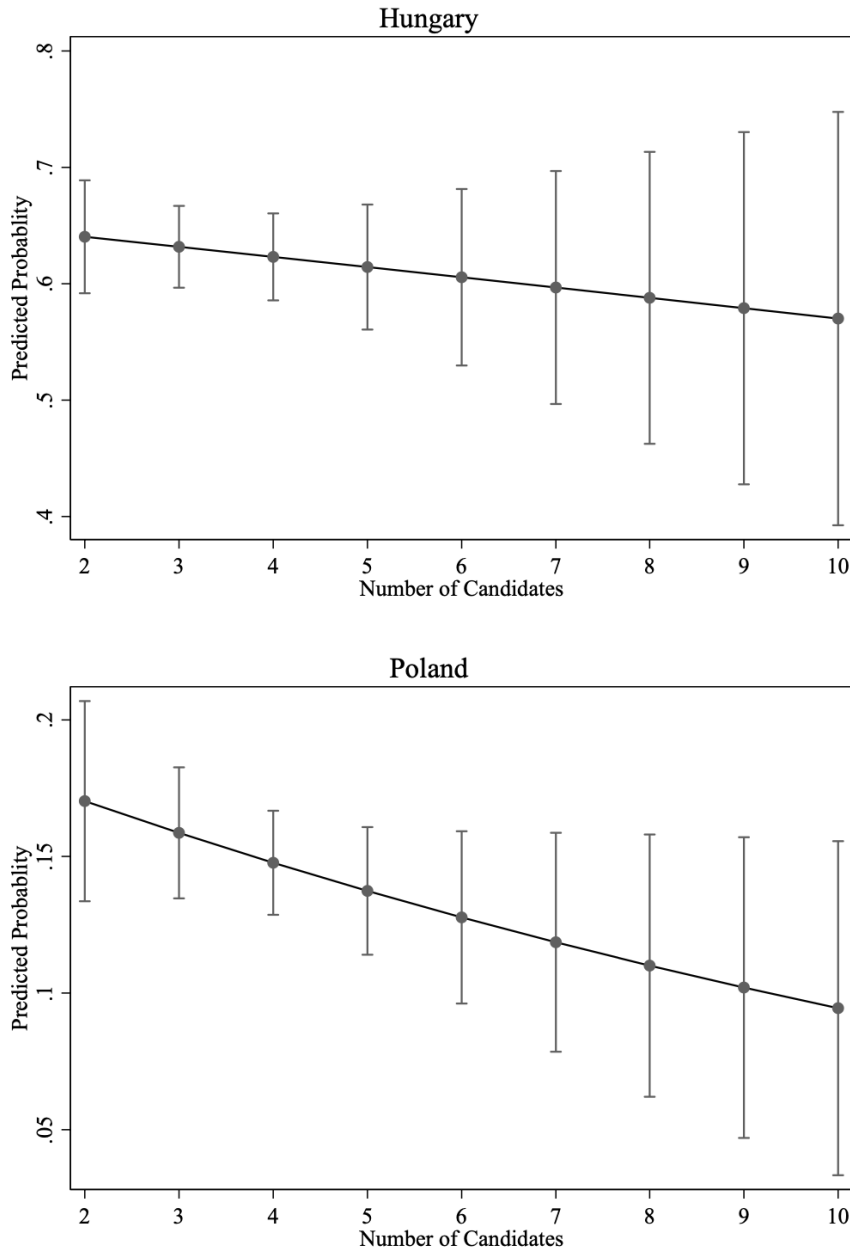 Hungary
Predicted Probablity
.8
.7
.6
.5
.4
2 3 4 5 6 7 8 9 10
Number of Candidates
Poland
Predicted Probablity
.2
.15
.1
.05
2 3 4 5 6 7 8 9 10
Number of Candidates